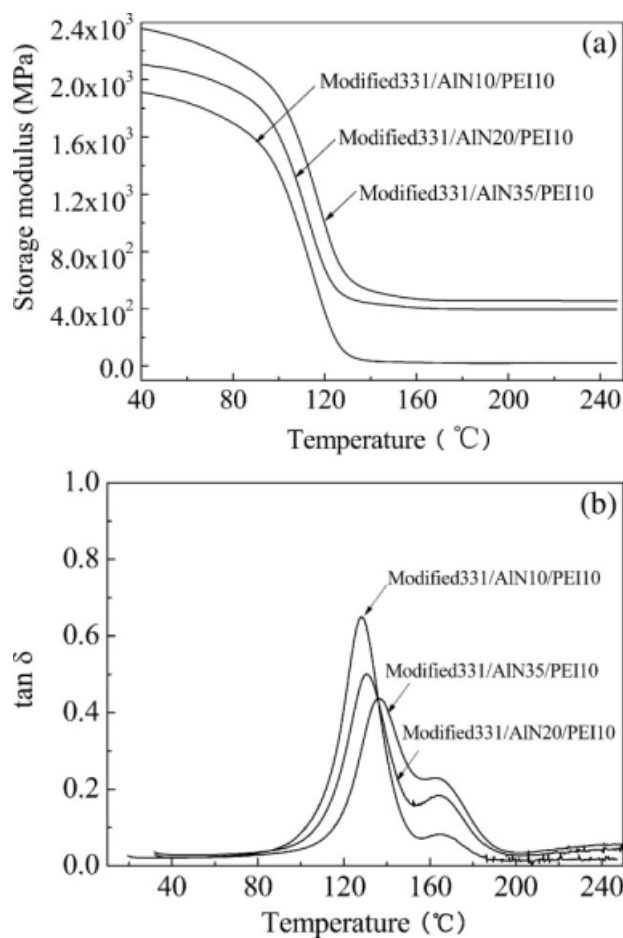 (a)
Storage modulus (MPa)
2.4x10³
2.0x10³
1.6x10³
1.2x10³
8.0x10²
4.0x10²
0.0
Modified331/AlN10/PEI10
Modified331/AlN20/PEI10
Modified331/AlN35/PEI10
40 80 120 160 200 240
Temperature (℃)
(b)
tan δ
1.0
0.8
0.6
0.4
0.2
0.0
Modified331/AlN10/PEI10
Modified331/AlN35/PEI10
Modified331/AlN20/PEI10
40 80 120 160 200 240
Temperature (℃)